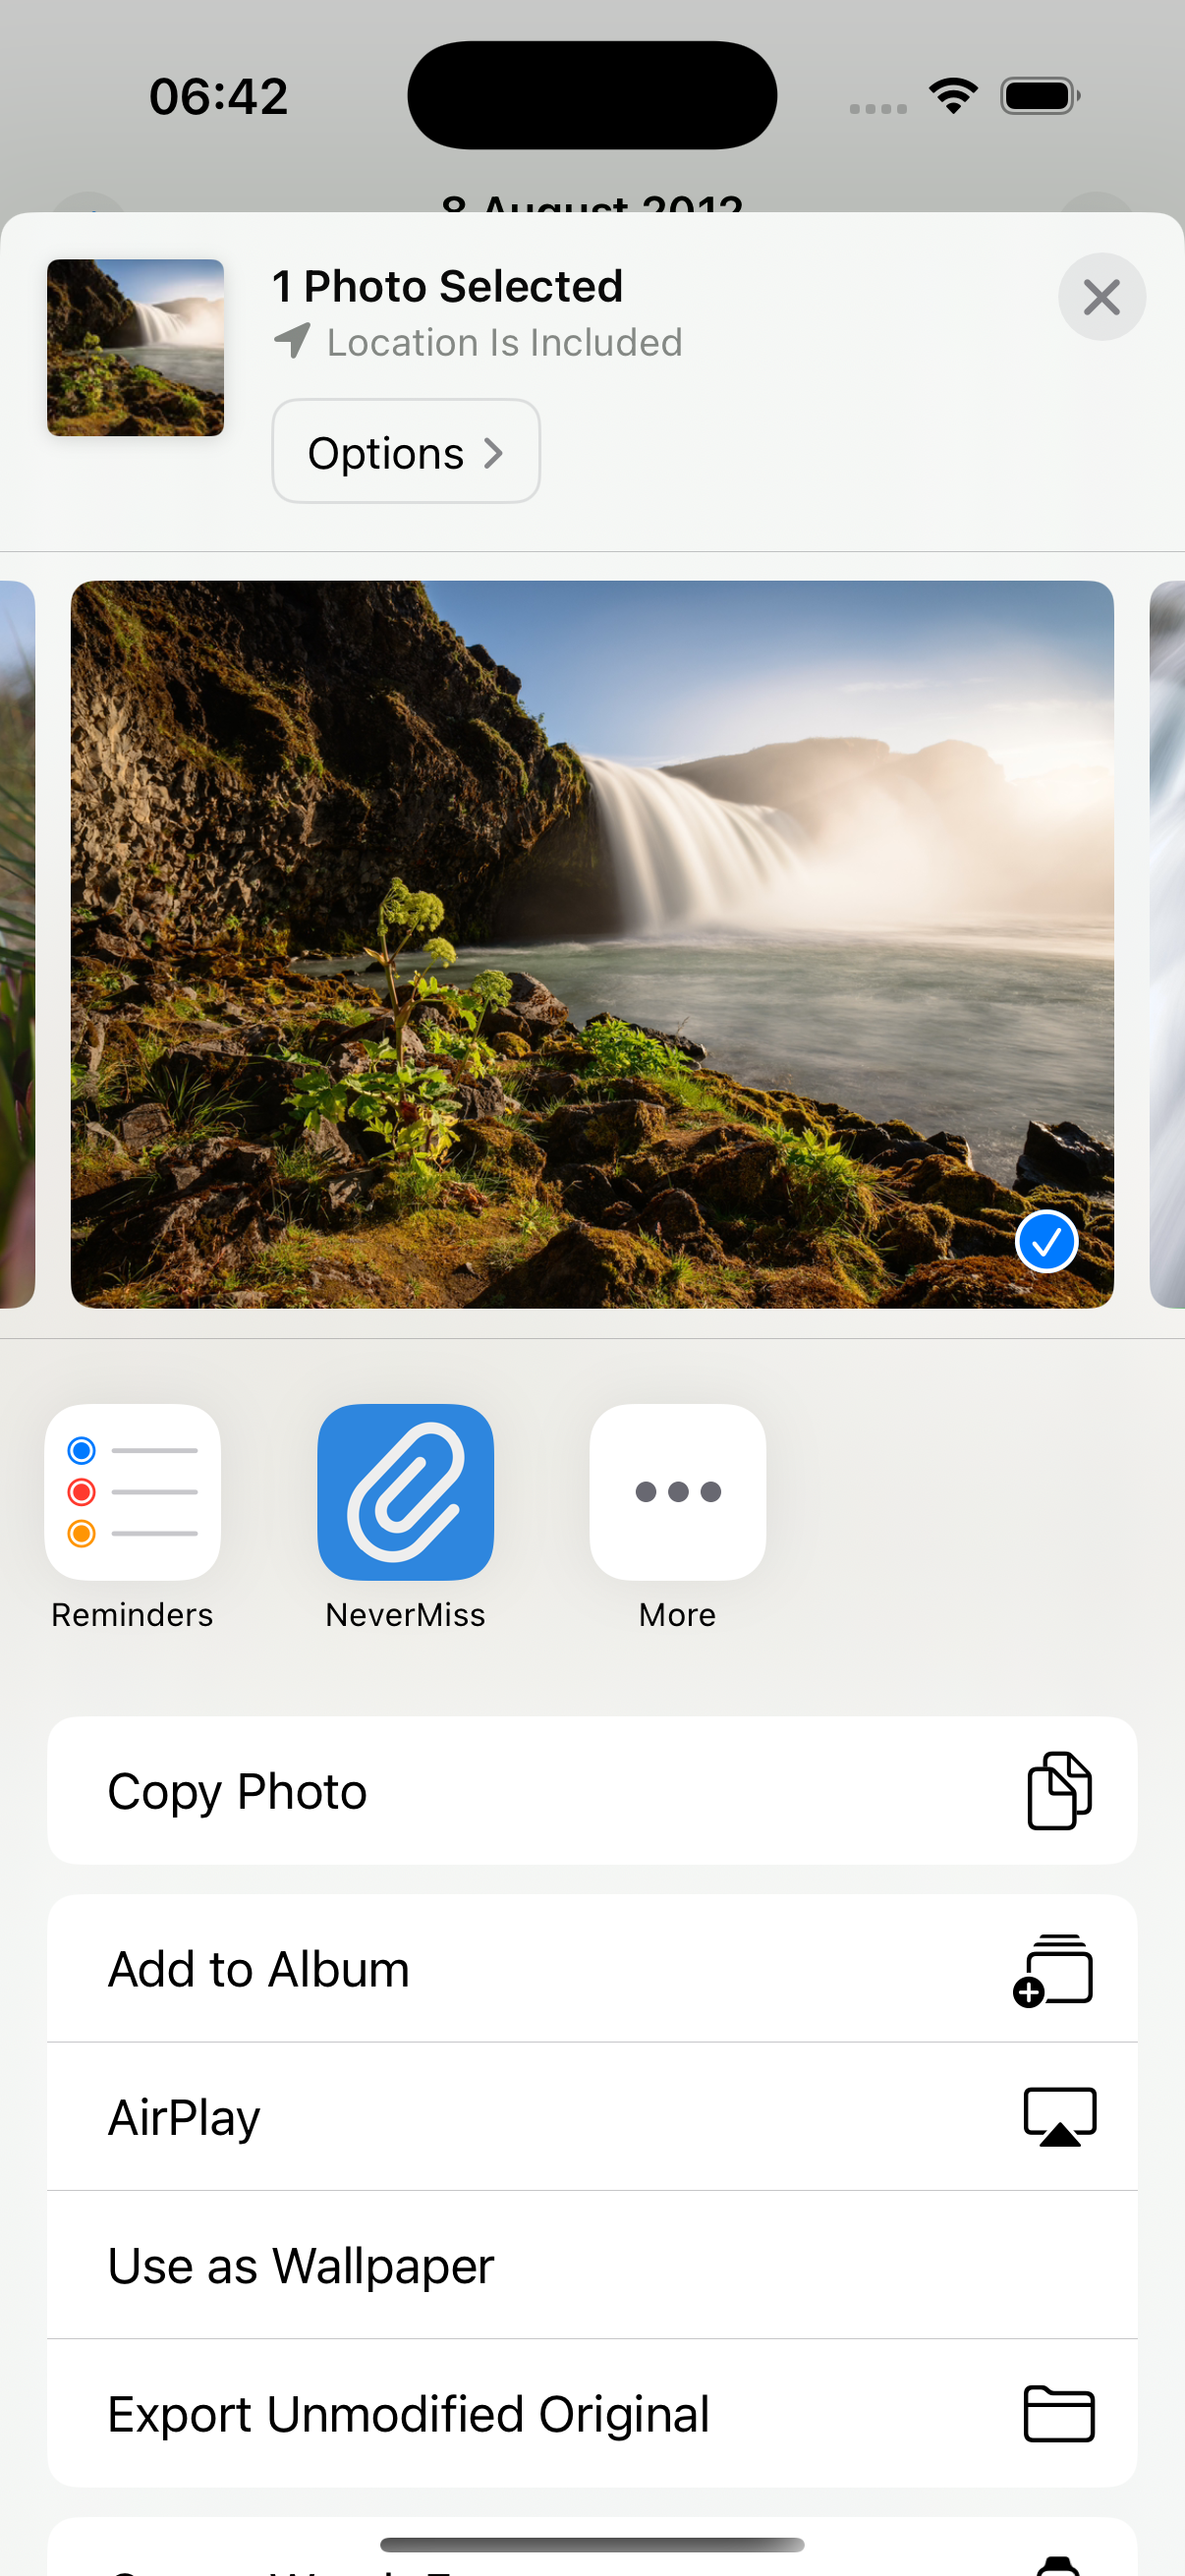 06:42
8 August 2012
1 Photo Selected
Location Is Included
Options
Reminders
NeverMiss
More
Copy Photo
Add to Album
AirPlay
Use as Wallpaper
Export Unmodified Original